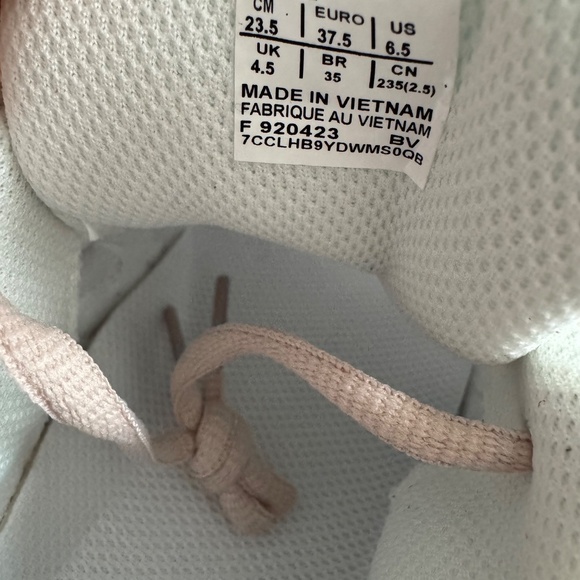 CM EURO US
23.5 37.5 6.5
UK BR CN
4.5 35 235(2.5)
MADE IN VIETNAM
FABRIQUE AU VIETNAM
F 920423 BV
7CCLHB9YDWMS0QB